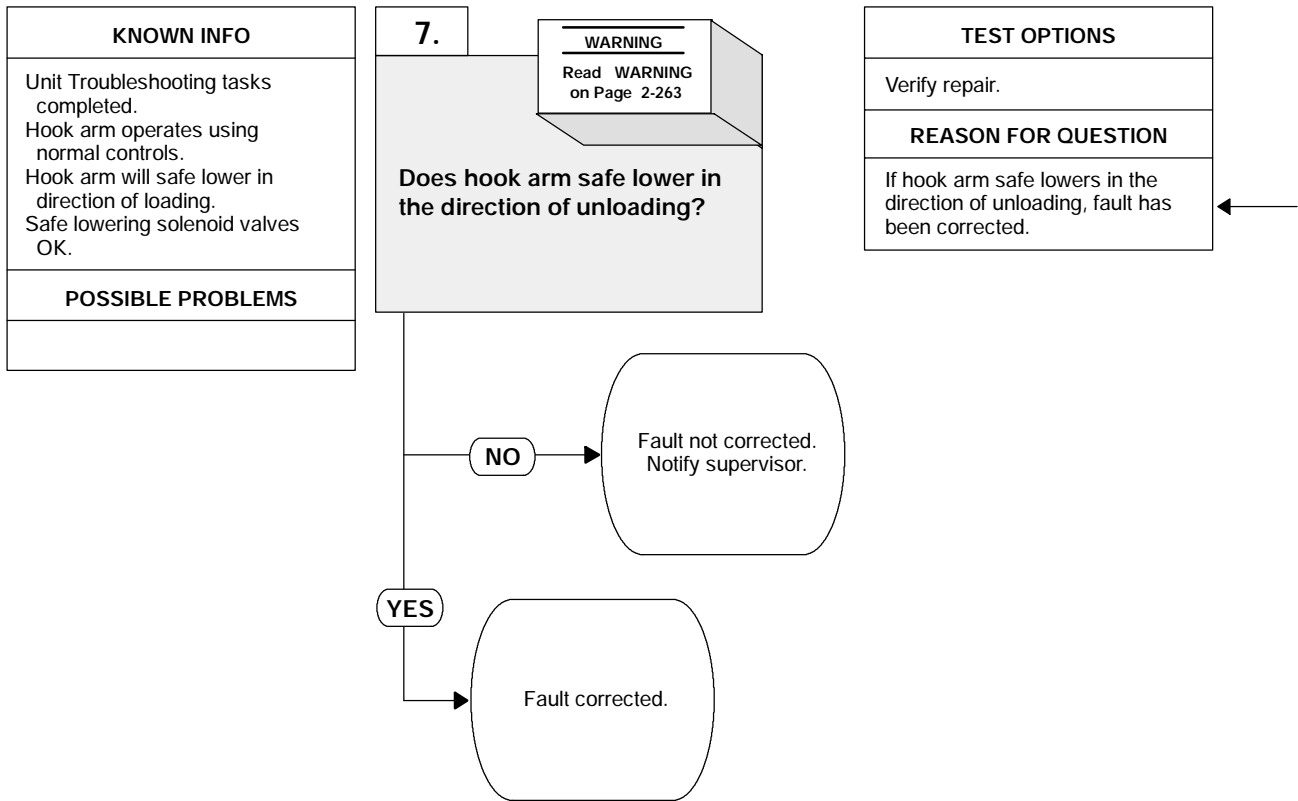 KNOWN INFO
Unit Troubleshooting tasks
completed.
Hook arm operates using
normal controls.
Hook arm will safe lower in
direction of loading.
Safe lowering solenoid valves
OK.
POSSIBLE PROBLEMS
7.
WARNING
Read WARNING
on Page 2-263
Does hook arm safe lower in
the direction of unloading?
TEST OPTIONS
Verify repair.
REASON FOR QUESTION
If hook arm safe lowers in the
direction of unloading, fault has
been corrected.
NO
Fault not corrected.
Notify supervisor.
YES
Fault corrected.